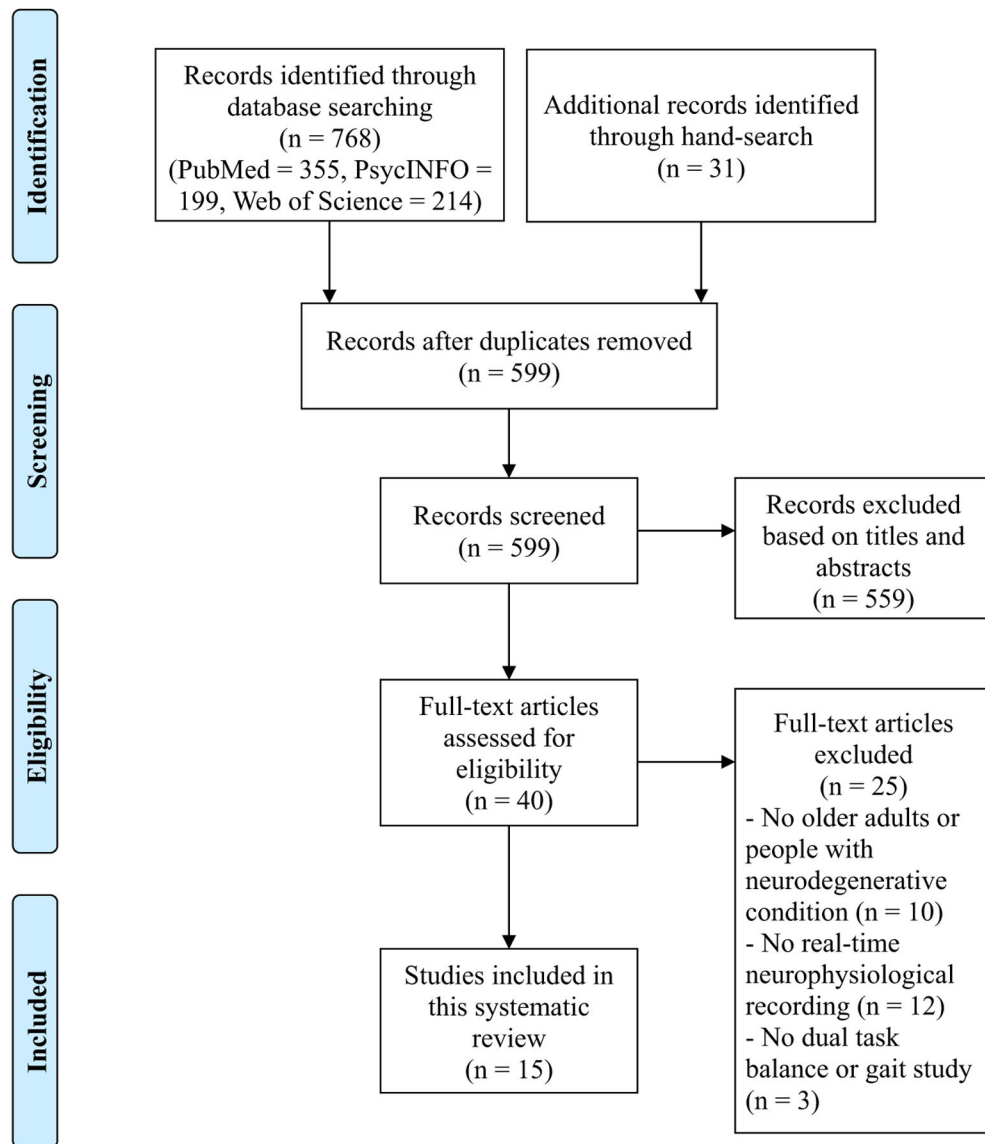 Identification
Records identified through
database searching
(n = 768)
(PubMed = 355, PsycINFO =
199, Web of Science = 214)
Additional records identified
through hand-search
(n = 31)
Screening
Records after duplicates removed
(n = 599)
Records screened
(n = 599)
Records excluded
based on titles and
abstracts
(n = 559)
Eligibility
Full-text articles
assessed for
eligibility
(n = 40)
Full-text articles
excluded
(n = 25)
- No older adults or
people with
neurodegenerative
condition (n = 10)
- No real-time
neurophysiological
recording (n = 12)
- No dual task
balance or gait study
(n = 3)
Included
Studies included in
this systematic
review
(n = 15)